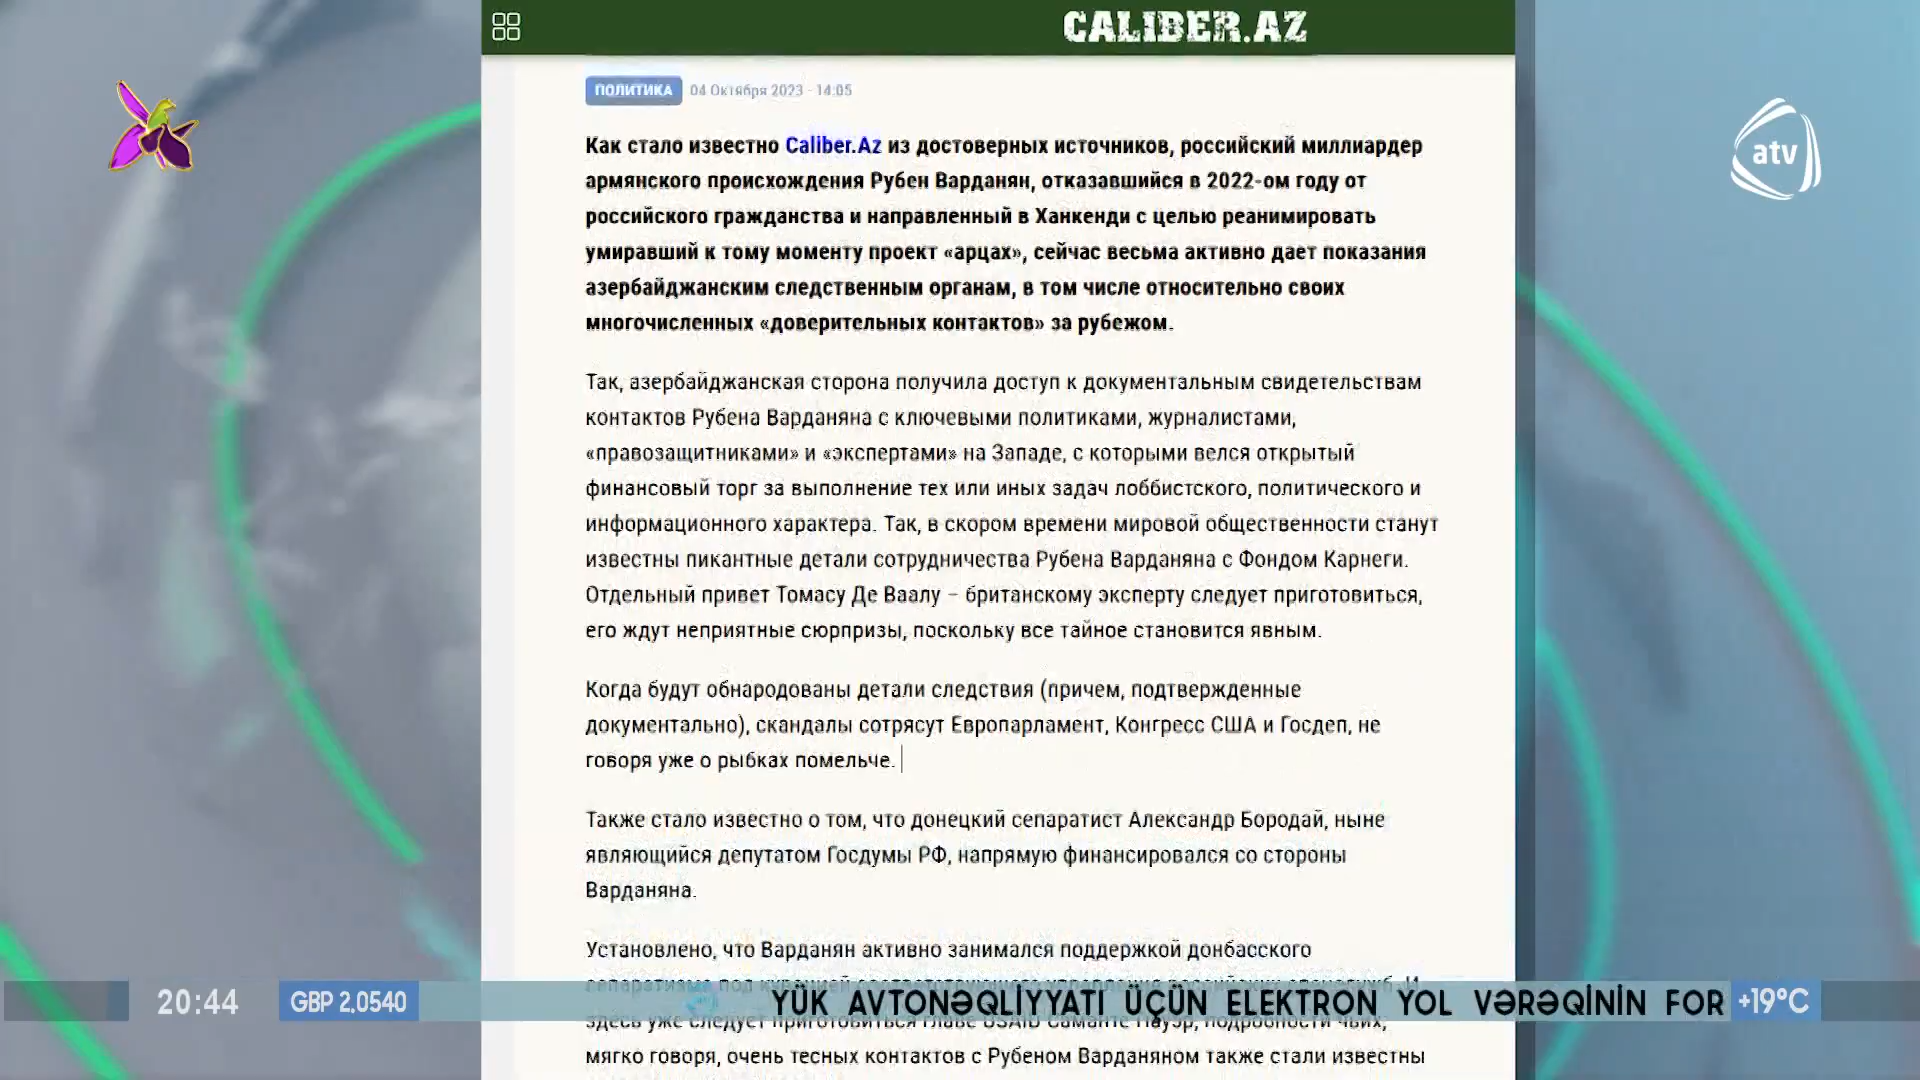 CALIBER.AZ
ПОЛИТИКА 04 Октября 2023 - 14:05
Как стало известно Caliber.Az из достоверных источников, российский миллиардер
армянского происхождения Рубен Варданян, отказавшийся в 2022-ом году от
российского гражданства и направленный в Ханкенди с целью реанимировать
умиравший к тому моменту проект «арцах», сейчас весьма активно дает показания
азербайджанским следственным органам, в том числе относительно своих
многочисленных «доверительных контактов» за рубежом.
atv
Так, азербайджанская сторона получила доступ к документальным свидетельствам
контактов Рубена Варданяна с ключевыми политиками, журналистами,
«правозащитниками» и «экспертами» на Западе, с которыми велся открытый
финансовый торг за выполнение тех или иных задач лоббистского, политического и
информационного характера. Так, в скором времени мировой общественности станут
известны пикантные детали сотрудничества Рубена Варданяна с Фондом Карнеги.
Отдельный привет Томасу Де Ваалу – британскому эксперту следует приготовиться,
его ждут неприятные сюрпризы, поскольку все тайное становится явным.
Когда будут обнародованы детали следствия (причем, подтвержденные
документально), скандалы сотрясут Европарламент, Конгресс США и Госдеп, не
говоря уже о рыбках помельче.
Также стало известно о том, что донецкий сепаратист Александр Бородай, ныне
являющийся депутатом Госдумы РФ, напрямую финансировался со стороны
Варданяна.
Установлено, что Варданян активно занимался поддержкой донбасского
20:44 GBP 2.0540 YÜK AVTONƏQLİYYATI ÜÇÜN ELEKTRON YOL VƏRƏQİNİN FOR +19°C
здесь уже следует приготовиться главе USAID Саманте Пауэр, подробности чьих,
мягко говоря, очень тесных контактов с Рубеном Варданяном также стали известны